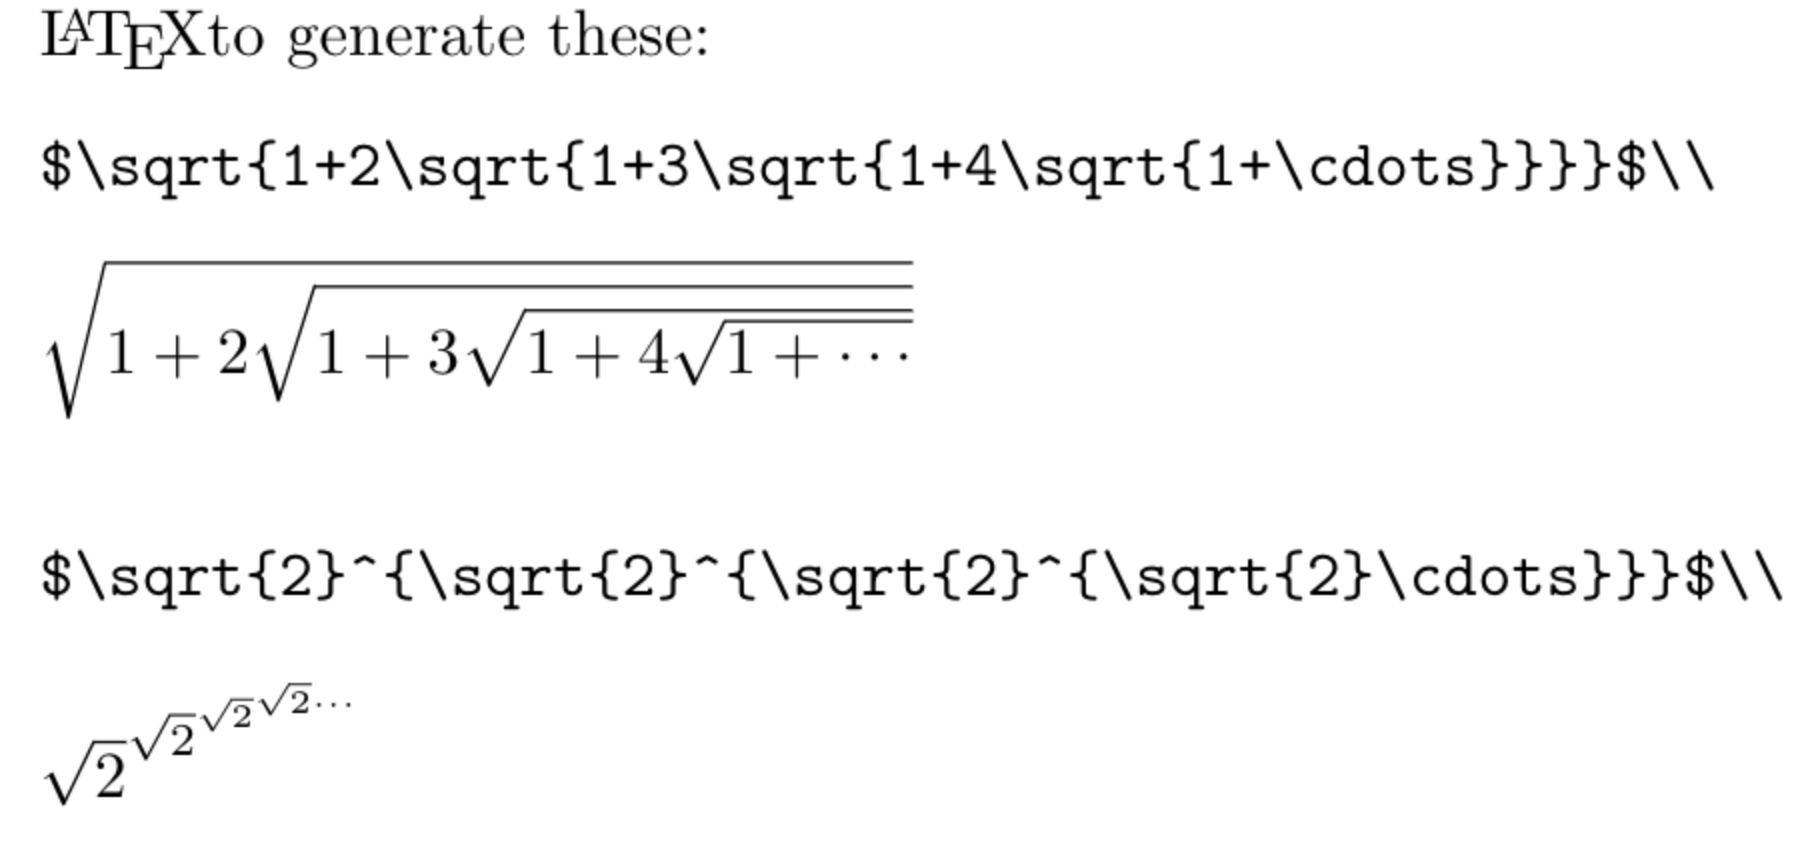 LATEXto generate these:
$\sqrt{1+2\sqrt{1+3\sqrt{1+4\sqrt{1+\cdots}}}}$\\
√(1 + 2√(1 + 3√(1 + 4√(1 + ⋯))))
$\sqrt{2}^{\sqrt{2}^{\sqrt{2}^{\sqrt{2}\cdots}}}$\\
√2^√2^√2^√2⋯